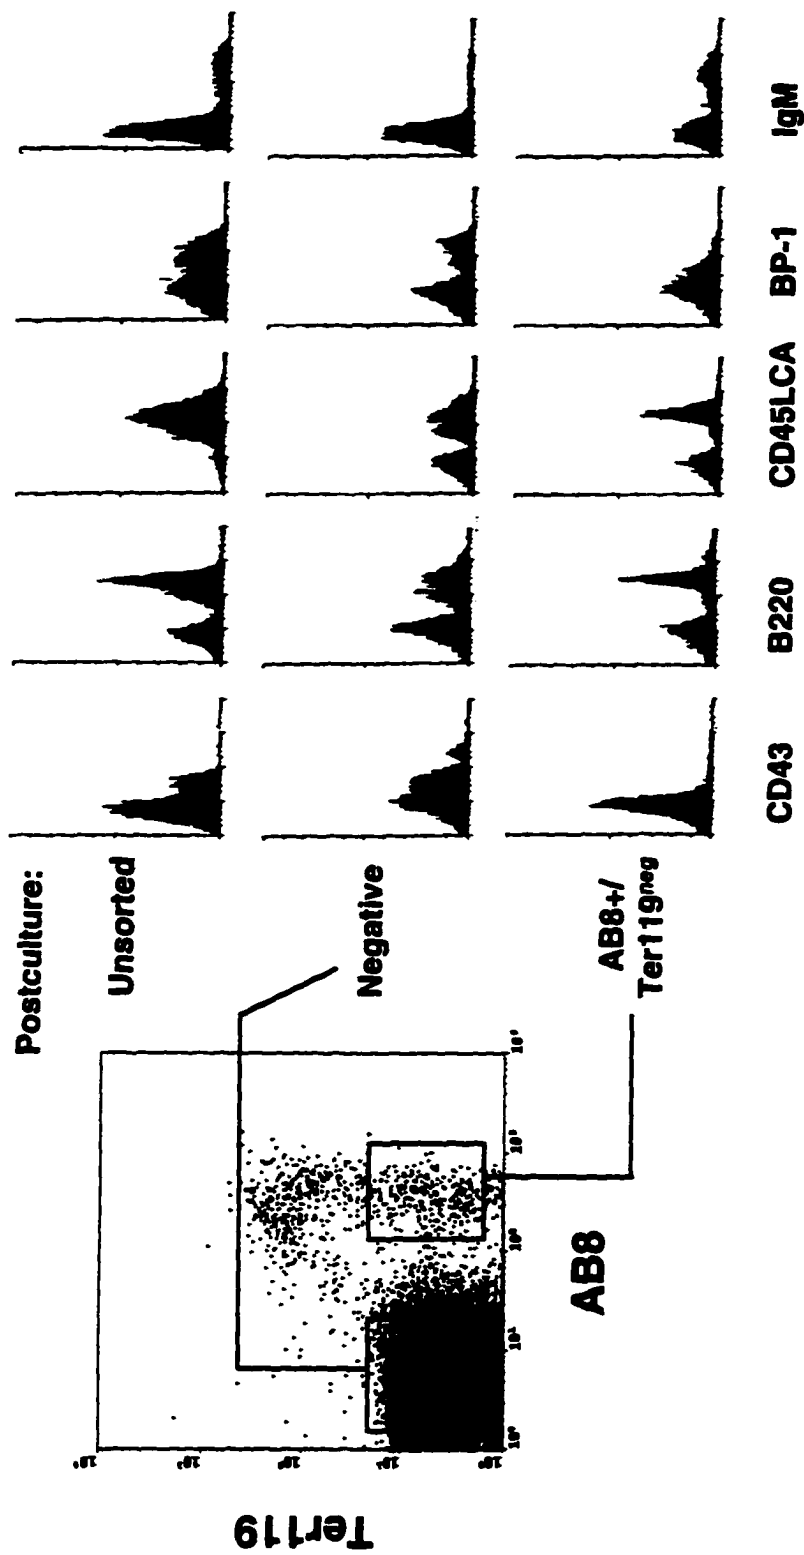 Postculture:
Unsorted
Negative
AB8+/
Ter119neg
Ter119
AB8
CD43
B220
CD45LCA
BP-1
IgM